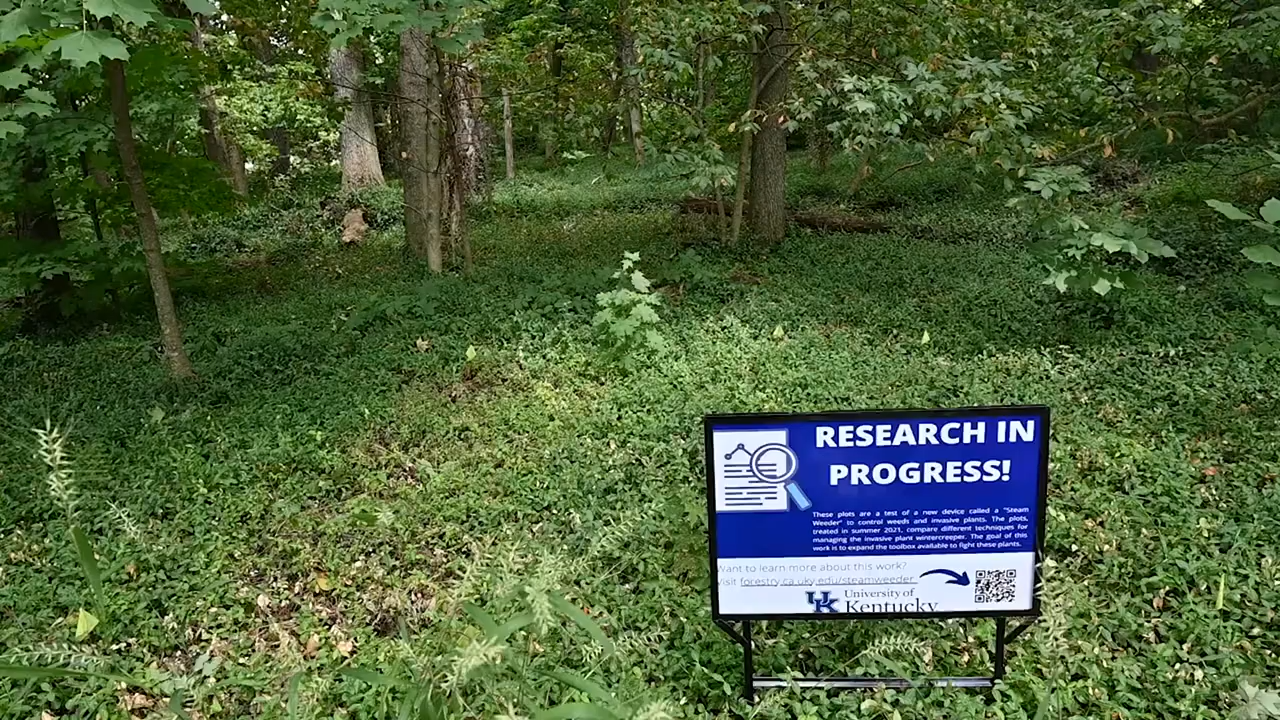 RESEARCH IN
PROGRESS!
These plots are a test of a new device called a "Steam
Weeder" to control weeds and invasive plants. The plots,
treated in summer 2021, compare different techniques for
managing the invasive plant wintercreeper. The goal of this
work is to expand the toolbox available to fight these plants.
Want to learn more about this work?
Visit forestry.ca.uky.edu/steamweeder
UK University of
Kentucky